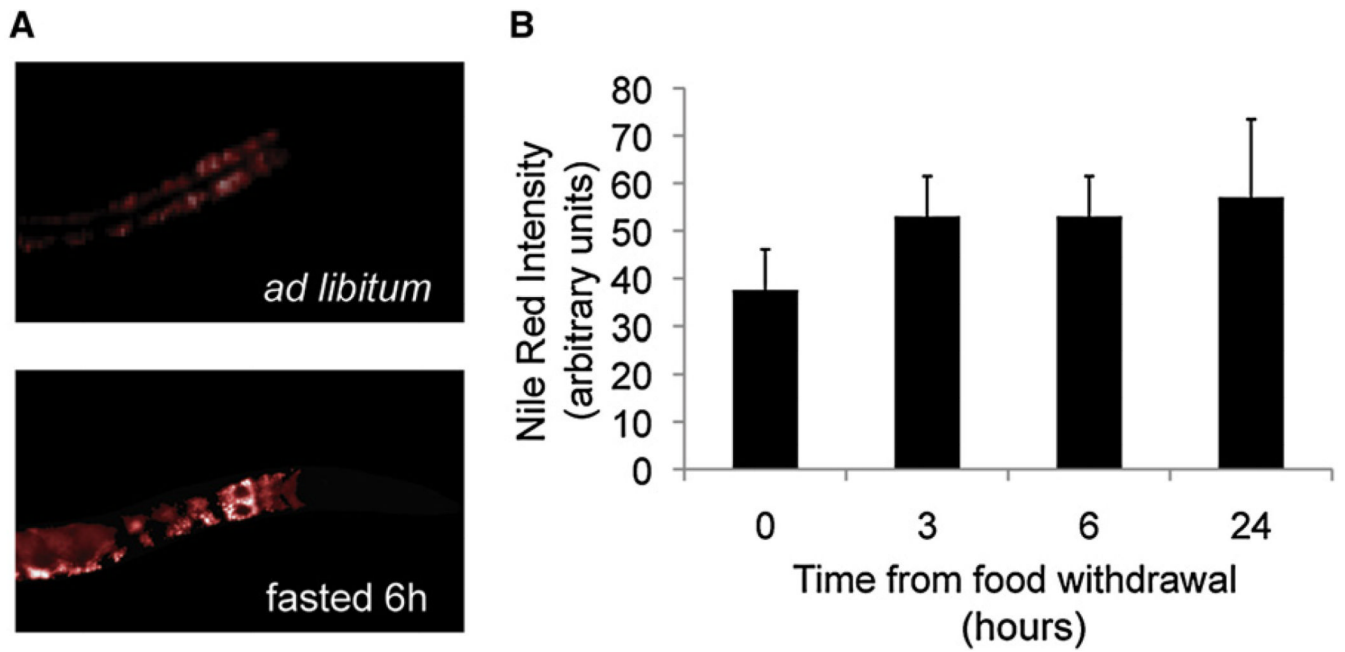 A
ad libitum
fasted 6h
B
Nile Red Intensity
(arbitrary units)
80
70
60
50
40
30
20
10
0
0 3 6 24
Time from food withdrawal
(hours)